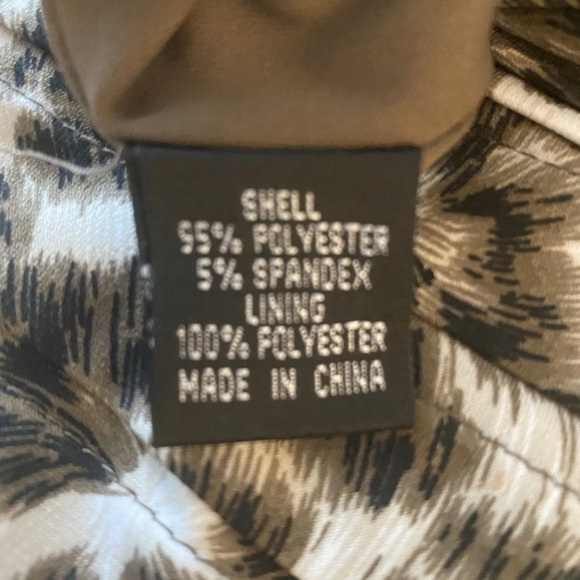 SHELL
95% POLYESTER
5% SPANDEX
LINING
100% POLYESTER
MADE IN CHINA